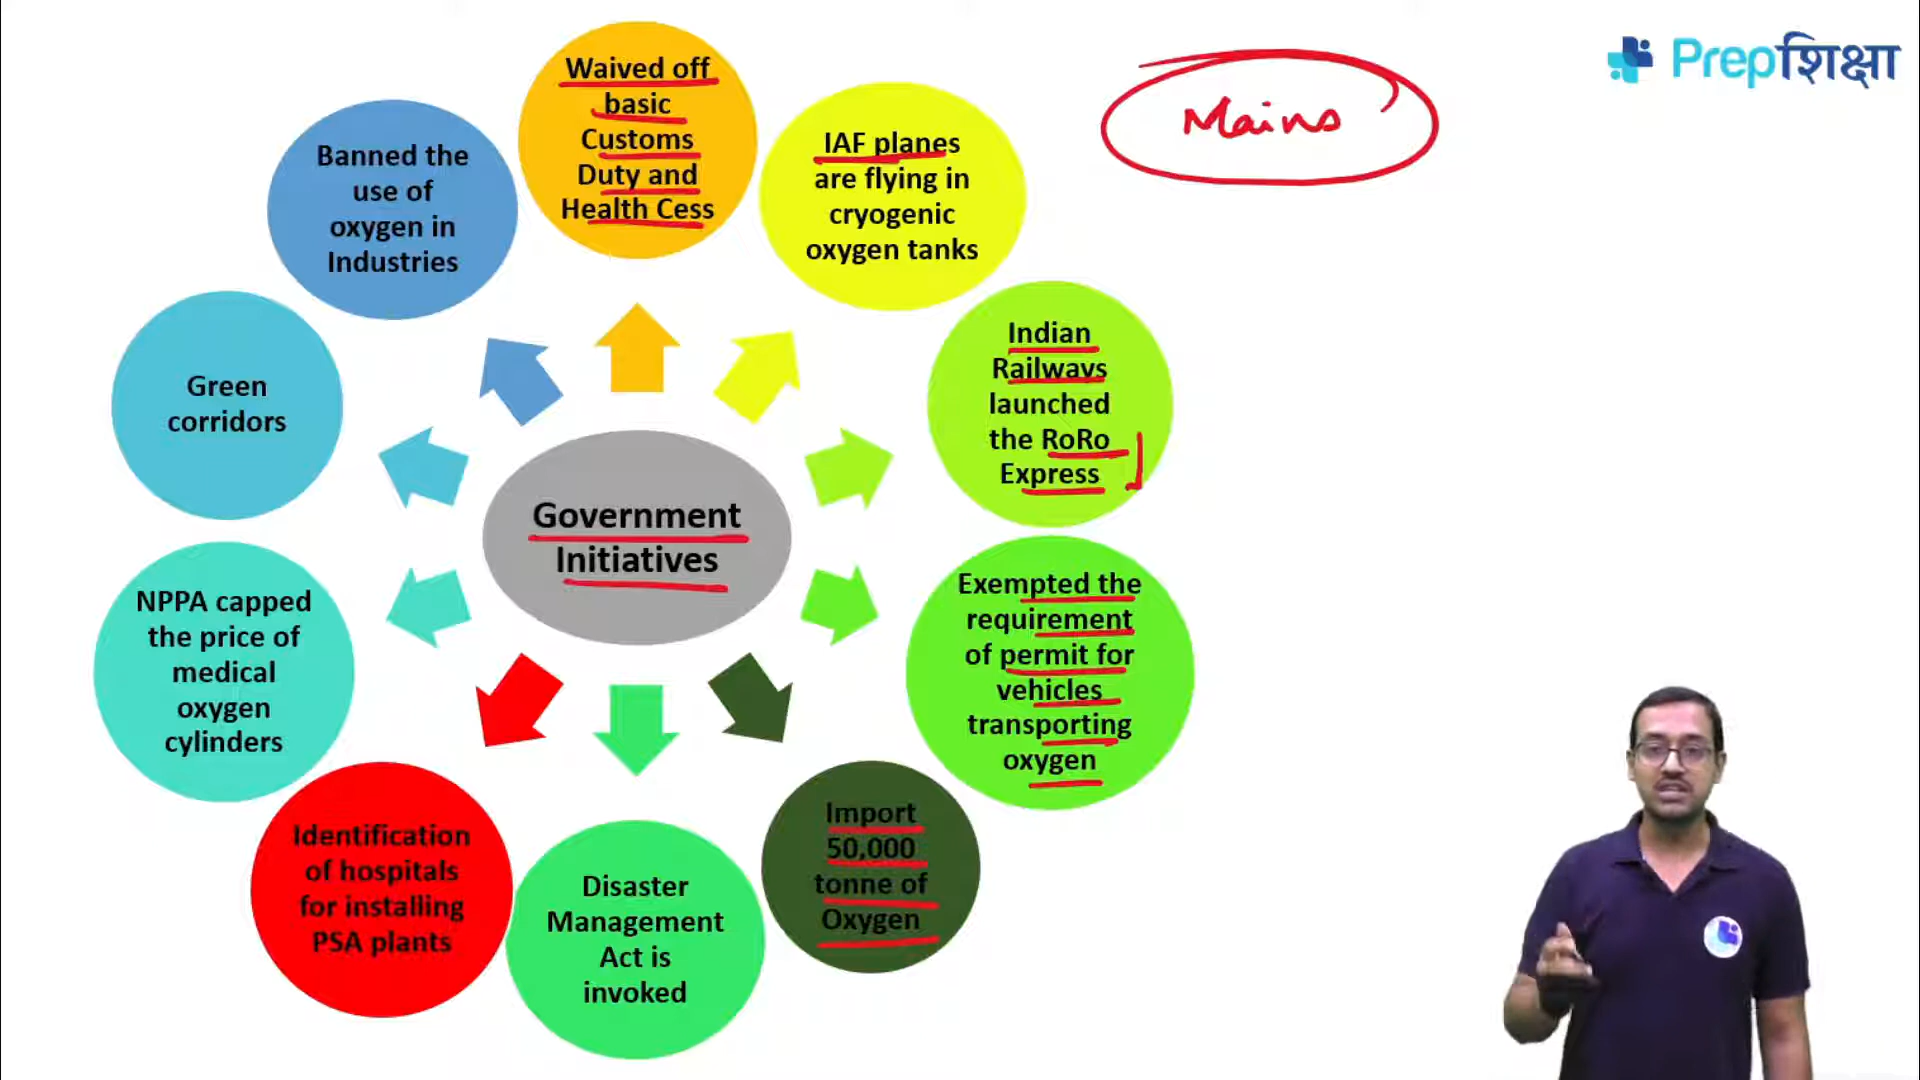 Prepशिक्षा
Mains
Government
Initiatives
Waived off
basic
Customs
Duty and
Health Cess
IAF planes
are flying in
cryogenic
oxygen tanks
Indian
Railways
launched
the RoRo
Express
Exempted the
requirement
of permit for
vehicles
transporting
oxygen
Import
50,000
tonne of
Oxygen
Disaster
Management
Act is
invoked
Identification
of hospitals
for installing
PSA plants
NPPA capped
the price of
medical
oxygen
cylinders
Green
corridors
Banned the
use of
oxygen in
Industries